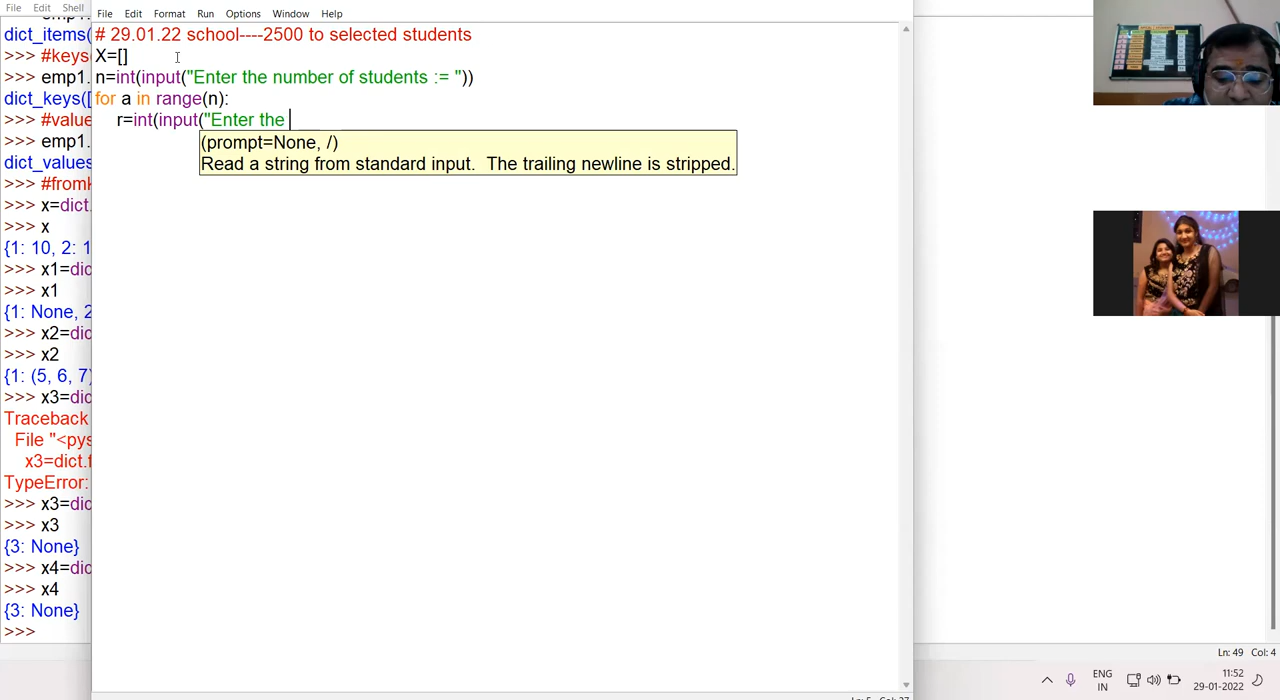 File Edit Shell
File Edit Format Run Options Window Help
dict_items(
>>> #keys
>>> emp1.
dict_keys([
>>> #value
>>> emp1.
dict_values
>>> #fromk
>>> x=dict.
>>> x
{1: 10, 2: 1
>>> x1=dic
>>> x1
{1: None, 2
>>> x2=dic
>>> x2
{1: (5, 6, 7)
>>> x3=dic
Traceback
File "<pys
x3=dict.f
TypeError:
>>> x3=dic
>>> x3
{3: None}
>>> x4=dic
>>> x4
{3: None}
>>>
# 29.01.22 school----2500 to selected students
X=[]
n=int(input("Enter the number of students := "))
for a in range(n):
r=int(input("Enter the
(prompt=None, /)
Read a string from standard input. The trailing newline is stripped.
Ln: 49 Col: 4
ENG
IN
11:52
29-01-2022